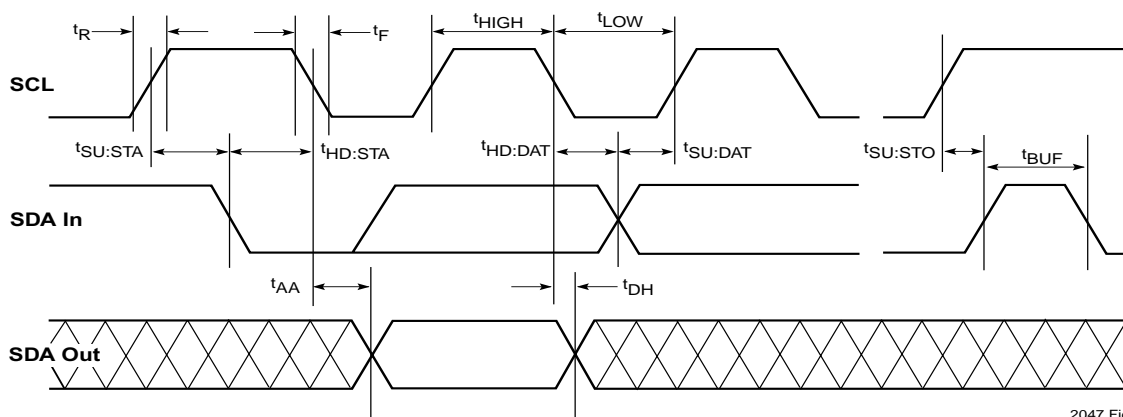 tR tF tHIGH tLOW
SCL
tSU:STA tHD:STA tHD:DAT tSU:DAT tSU:STO tBUF
SDA In
tAA tDH
SDA Out
2047